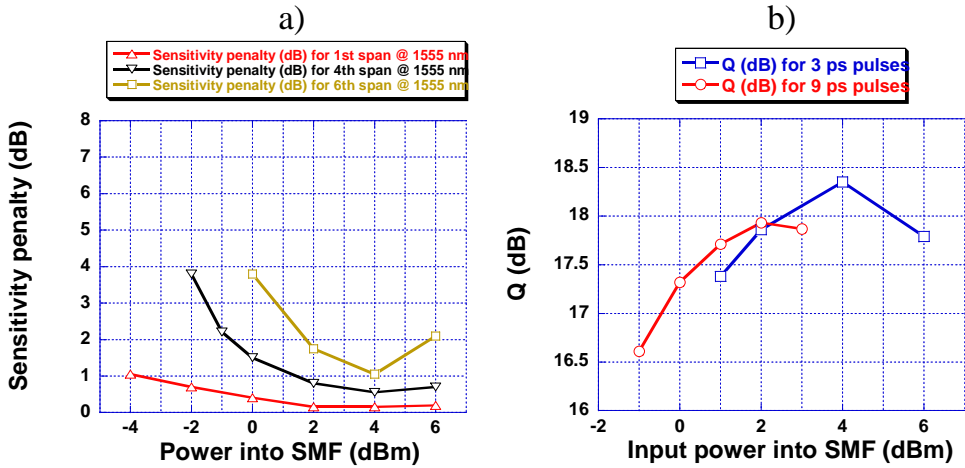 a)
Sensitivity penalty (dB) for 1st span @ 1555 nm
Sensitivity penalty (dB) for 4th span @ 1555 nm
Sensitivity penalty (dB) for 6th span @ 1555 nm
Sensitivity penalty (dB)
8
7
6
5
4
3
2
1
0
-4 -2 0 2 4 6
Power into SMF (dBm)
b)
Q (dB) for 3 ps pulses
Q (dB) for 9 ps pulses
Q (dB)
19
18.5
18
17.5
17
16.5
16
-2 0 2 4 6
Input power into SMF (dBm)